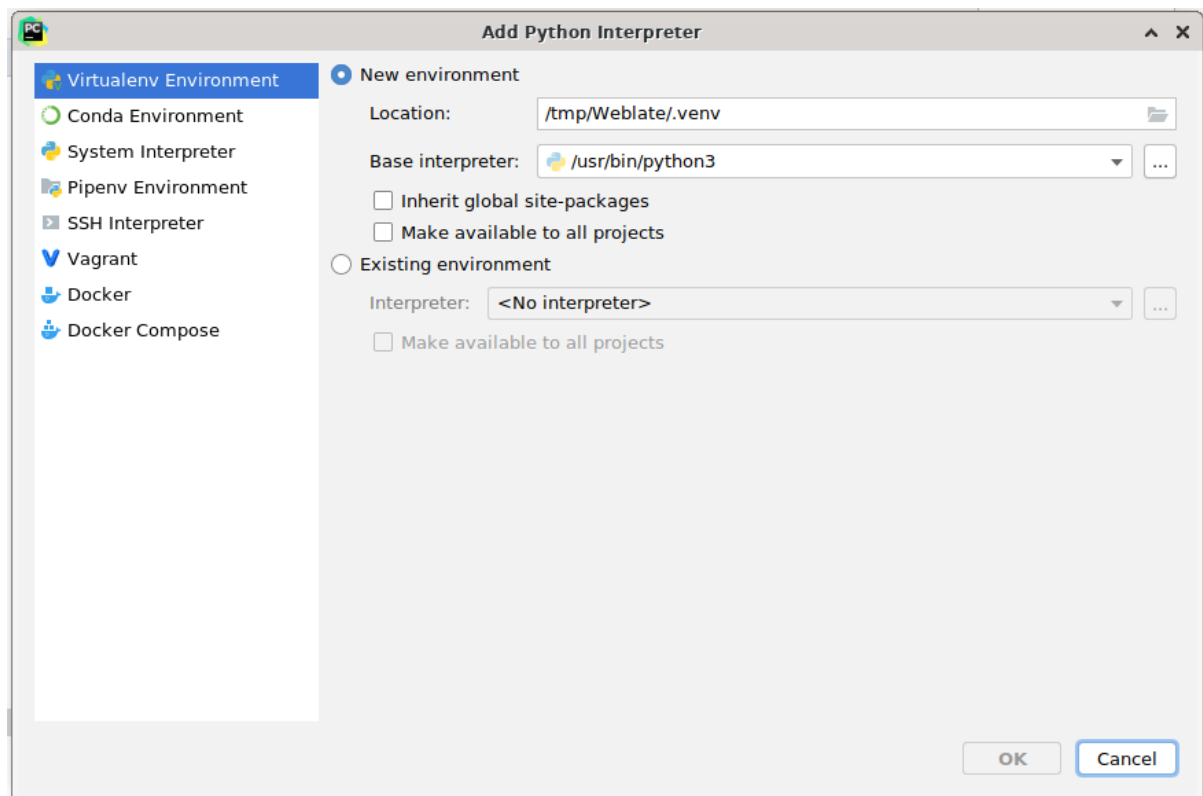 PC
Add Python Interpreter
Virtualenv Environment
Conda Environment
System Interpreter
Pipenv Environment
SSH Interpreter
Vagrant
Docker
Docker Compose
New environment
Location: /tmp/Weblate/.venv
Base interpreter: /usr/bin/python3 ...
Inherit global site-packages
Make available to all projects
Existing environment
Interpreter: <No interpreter> ...
Make available to all projects
OK Cancel